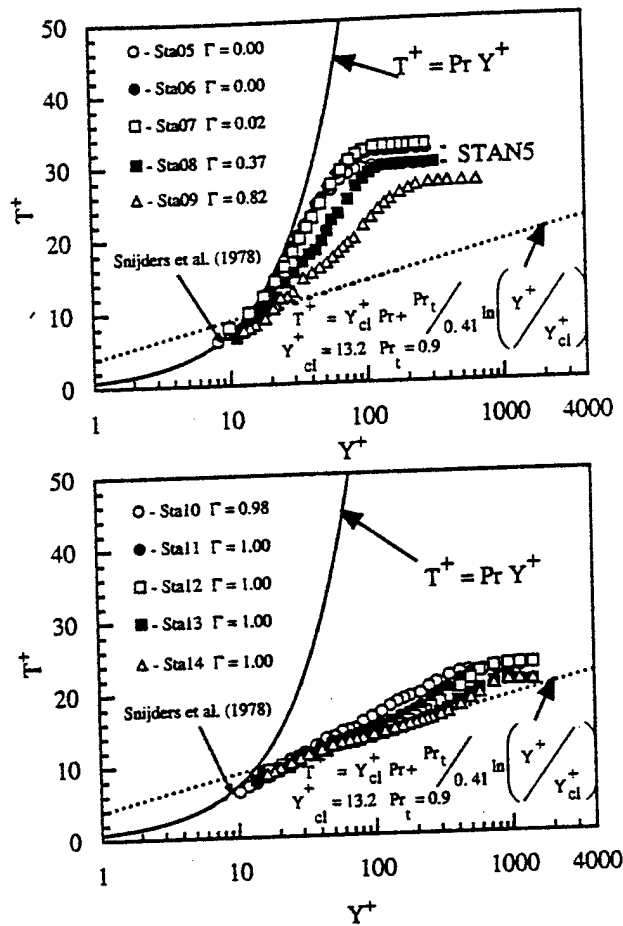 50
40
30
20
10
0
T+
○ - Sta05 Γ = 0.00
● - Sta06 Γ = 0.00
□ - Sta07 Γ = 0.02
■ - Sta08 Γ = 0.37
△ - Sta09 Γ = 0.82
T+ = Pr Y+
STAN5
Snijders et al. (1978)
T+ = Y+cl Pr + Prt / 0.41 ln ( Y+ / Y+cl )
Y+cl = 13.2 Prt = 0.9
1 10 100 1000 4000
Y+
50
40
30
20
10
0
T+
○ - Sta10 Γ = 0.98
● - Sta11 Γ = 1.00
□ - Sta12 Γ = 1.00
■ - Sta13 Γ = 1.00
△ - Sta14 Γ = 1.00
T+ = Pr Y+
Snijders et al. (1978)
T+ = Y+cl Pr + Prt / 0.41 ln ( Y+ / Y+cl )
Y+cl = 13.2 Prt = 0.9
1 10 100 1000 4000
Y+